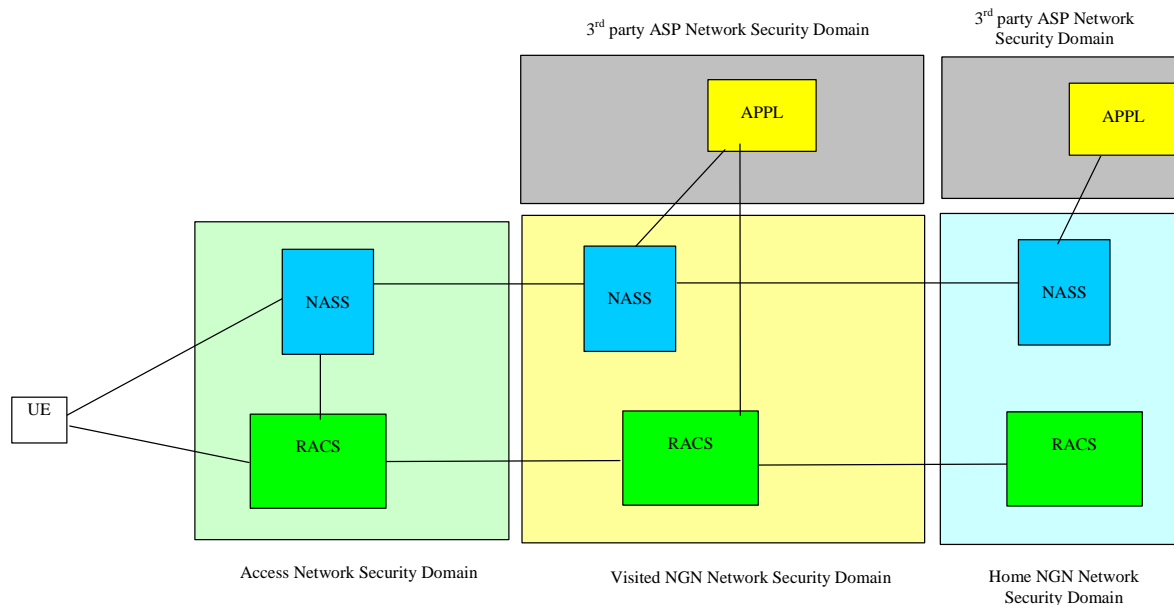 3rd party ASP Network Security Domain
3rd party ASP Network
Security Domain
APPL
APPL
NASS
NASS
NASS
UE
RACS
RACS
RACS
Access Network Security Domain
Visited NGN Network Security Domain
Home NGN Network
Security Domain